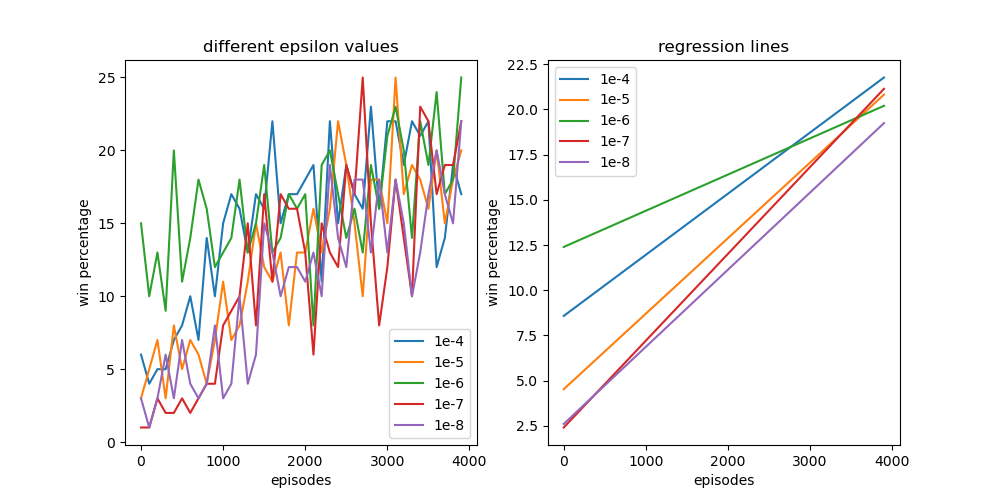 different epsilon values
win percentage
25
20
15
10
5
0
0
1000
2000
3000
4000
episodes
1e-4
1e-5
1e-6
1e-7
1e-8
regression lines
win percentage
22.5
20.0
17.5
15.0
12.5
10.0
7.5
5.0
2.5
0
1000
2000
3000
4000
episodes
1e-4
1e-5
1e-6
1e-7
1e-8